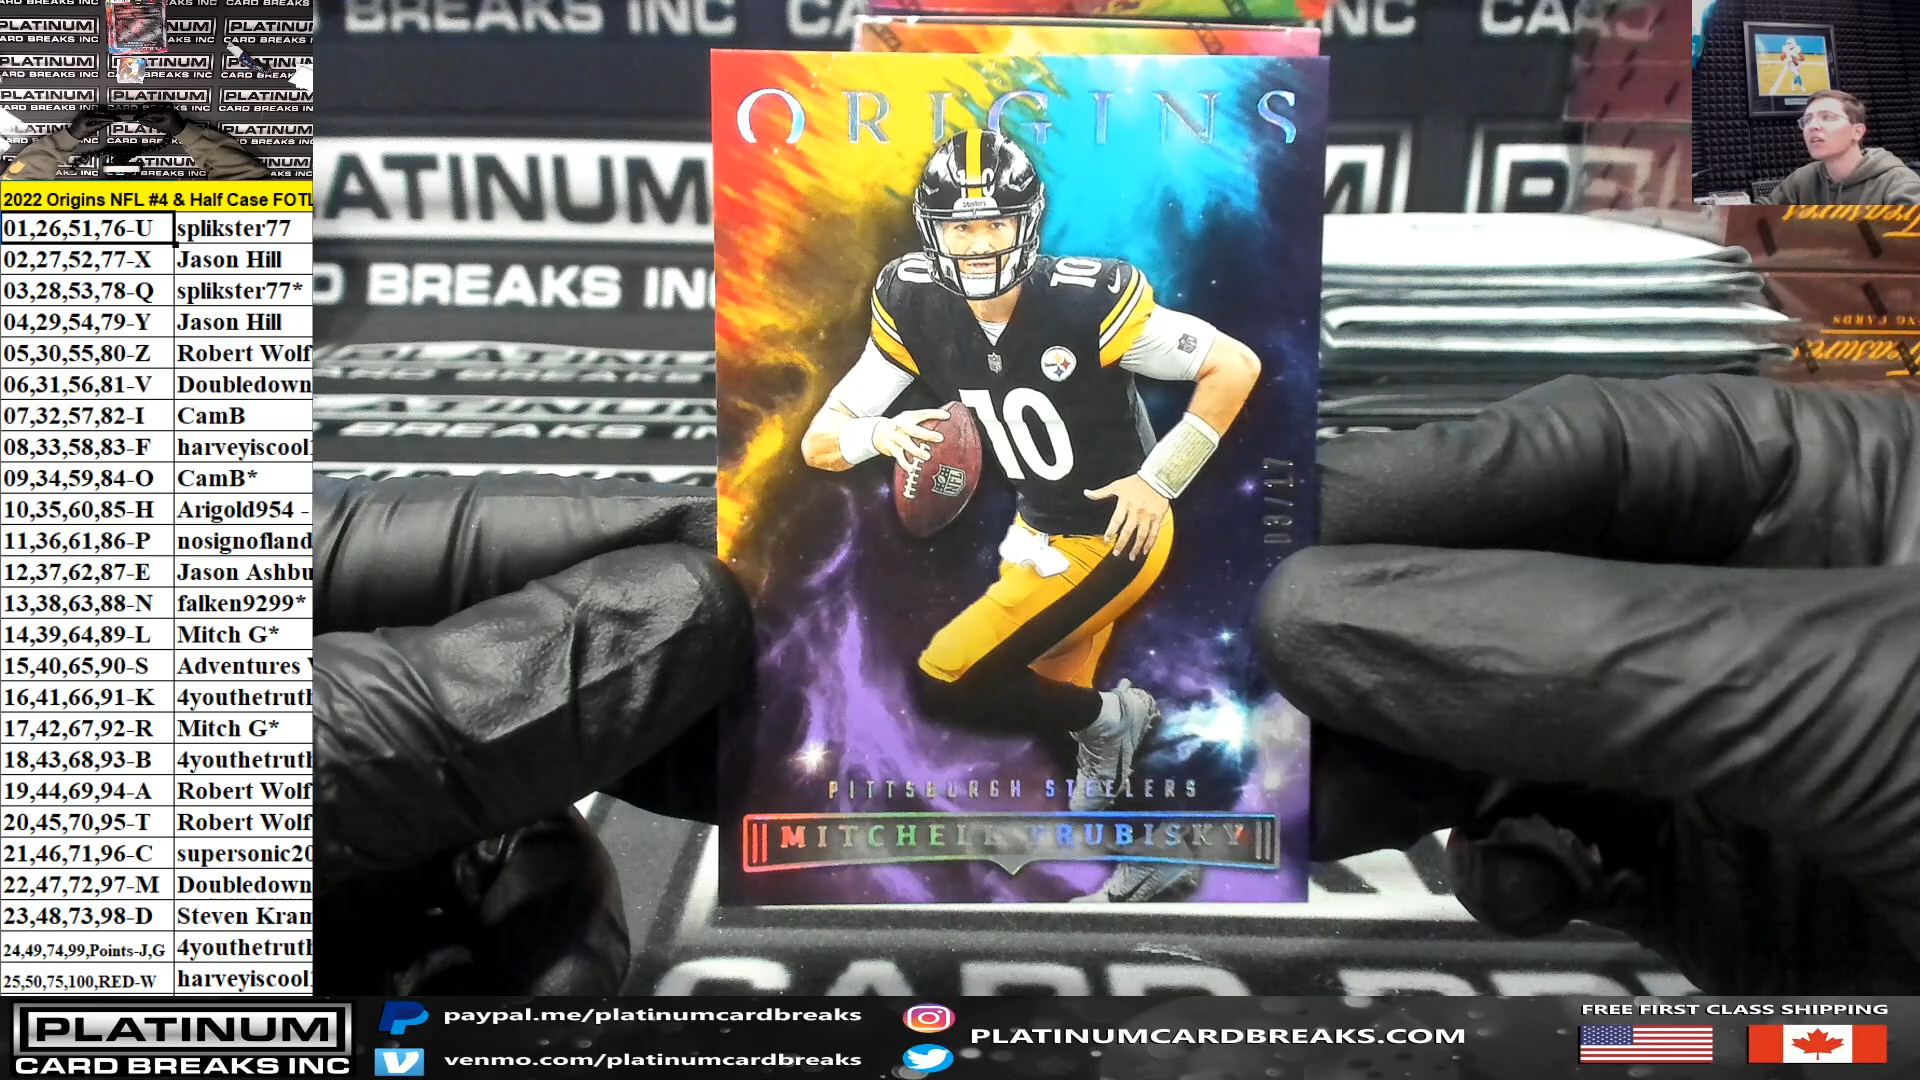 2022 Origins NFL #4 & Half Case FOTL
01,26,51,76-U splikster77
02,27,52,77-X Jason Hill
03,28,53,78-Q splikster77*
04,29,54,79-Y Jason Hill
05,30,55,80-Z Robert Wolf
06,31,56,81-V Doubledown
07,32,57,82-I CamB
08,33,58,83-F harveyiscool
09,34,59,84-O CamB*
10,35,60,85-H Arigold954 -
11,36,61,86-P nosignofland
12,37,62,87-E Jason Ashbu
13,38,63,88-N falken9299*
14,39,64,89-L Mitch G*
15,40,65,90-S Adventures
16,41,66,91-K 4youthetruth
17,42,67,92-R Mitch G*
18,43,68,93-B 4youthetruth
19,44,69,94-A Robert Wolf
20,45,70,95-T Robert Wolf
21,46,71,96-C supersonic20
22,47,72,97-M Doubledown
23,48,73,98-D Steven Kram
24,49,74,99,Points-J,G 4youthetruth
25,50,75,100,RED-W harveyiscool
ORIGINS
Steelers
10
10
10
NFL
03/17
PITTSBURGH STEELERS
MITCHELL TRUBISKY
PLATINUM
CARD BREAKS INC
paypal.me/platinumcardbreaks
venmo.com/platinumcardbreaks
PLATINUMCARDBREAKS.COM
FREE FIRST CLASS SHIPPING